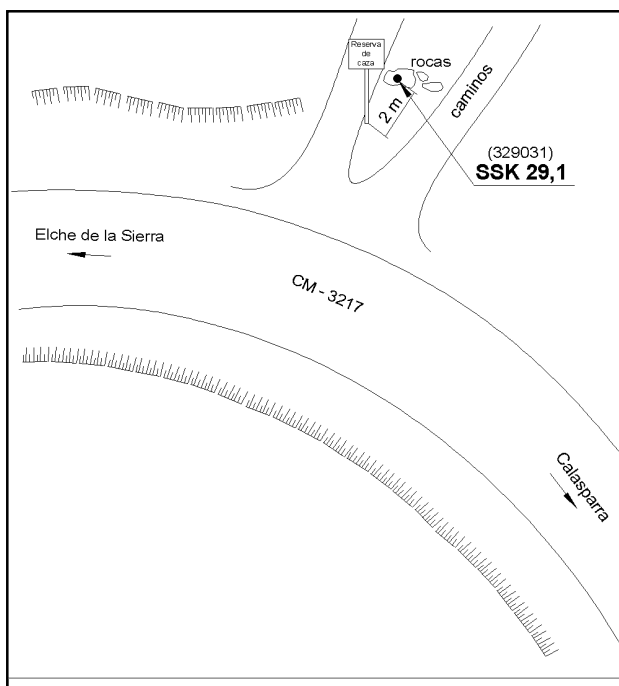 Reserva
de
caza
rocas
2 m
caminos
(329031)
SSK 29,1
Elche de la Sierra
CM - 3217
Calasparra